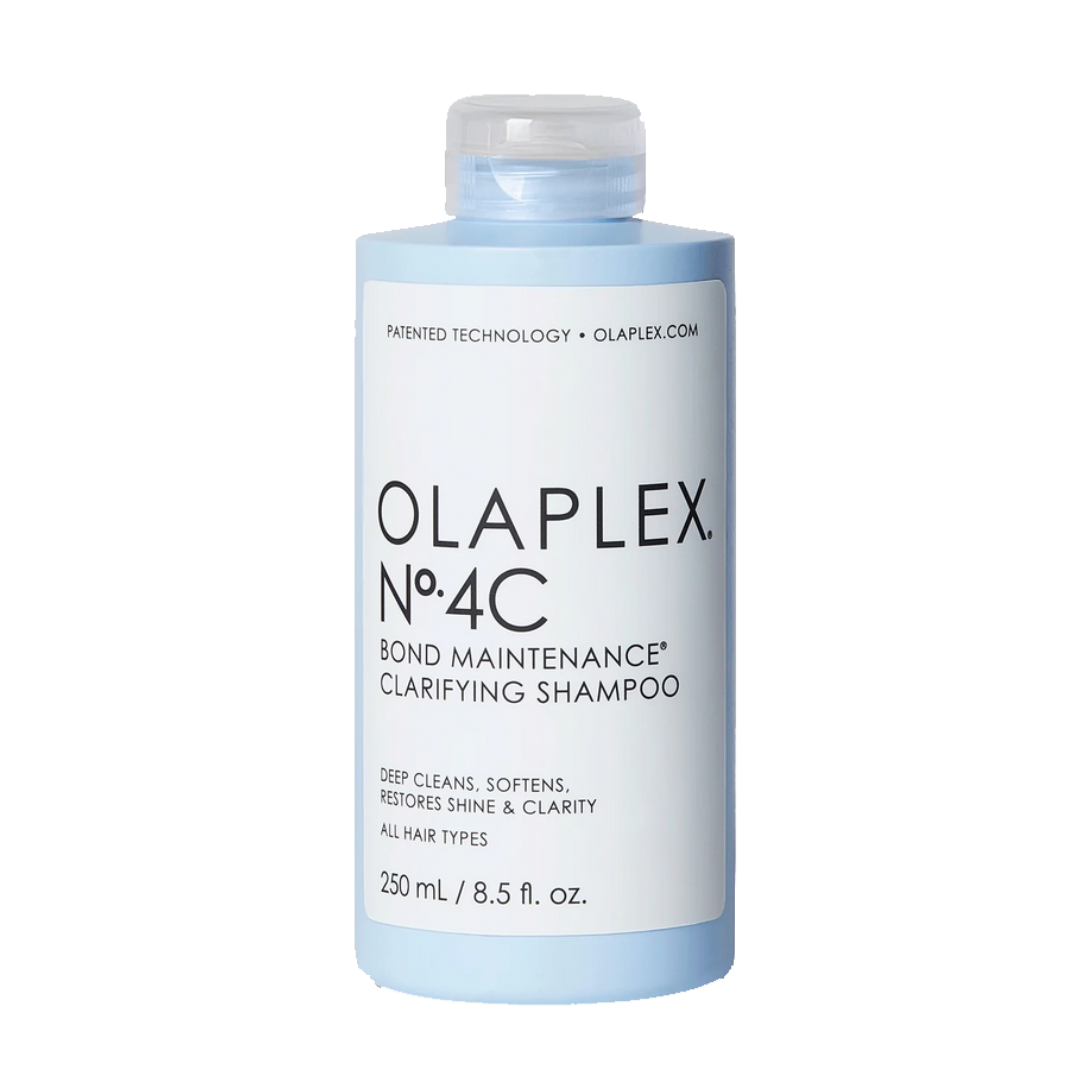 PATENTED TECHNOLOGY • OLAPLEX.COM
OLAPLEX®
Nº.4C
BOND MAINTENANCE®
CLARIFYING SHAMPOO
DEEP CLEANS, SOFTENS,
RESTORES SHINE & CLARITY
ALL HAIR TYPES
250 mL / 8.5 fl. oz.